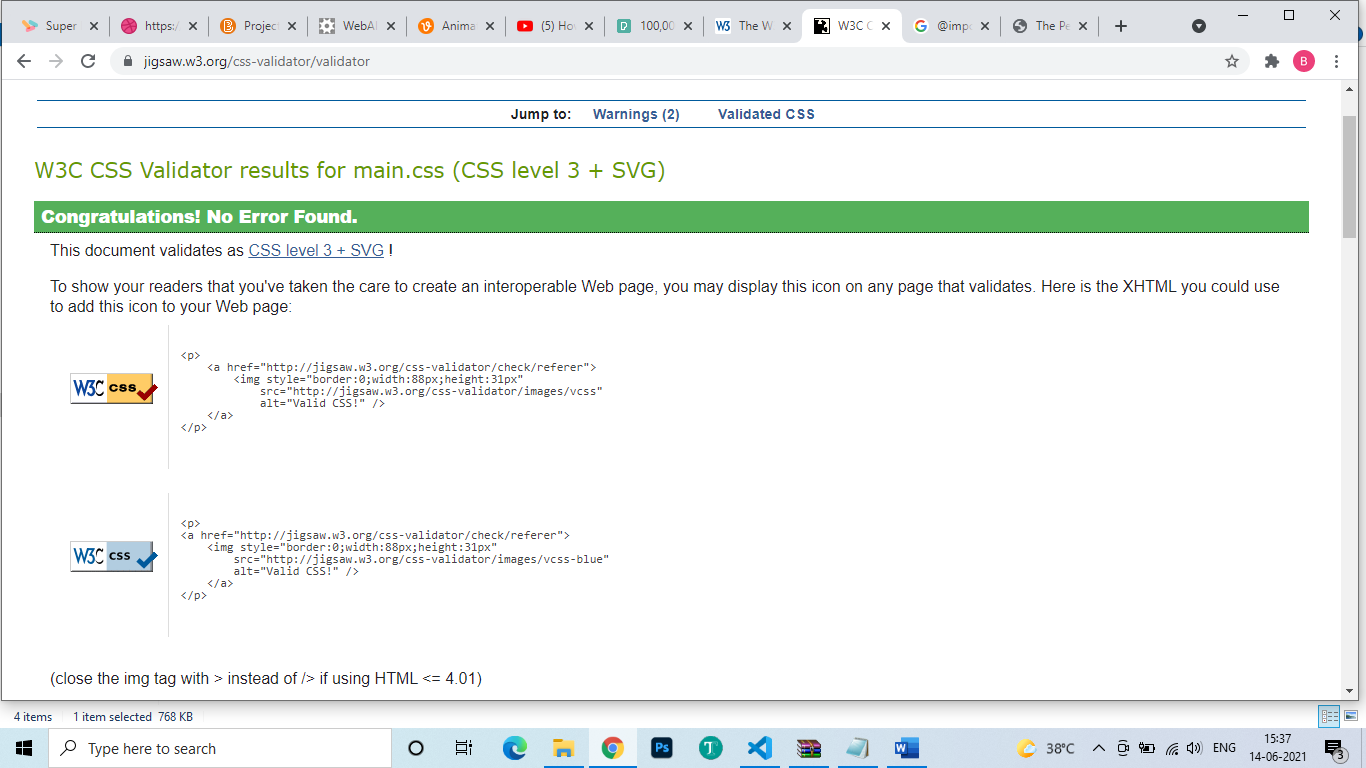 Super
https:/
Projec
WebAI
Anima
(5) Ho
100,00
The W
W3C C
@impo
The Pe
jigsaw.w3.org/css-validator/validator
B
Jump to: Warnings (2) Validated CSS
W3C CSS Validator results for main.css (CSS level 3 + SVG)
Congratulations! No Error Found.
This document validates as CSS level 3 + SVG !
To show your readers that you've taken the care to create an interoperable Web page, you may display this icon on any page that validates. Here is the XHTML you could use
to add this icon to your Web page:
W3C css
<p>
<a href="http://jigsaw.w3.org/css-validator/check/referer">
<img style="border:0;width:88px;height:31px"
src="http://jigsaw.w3.org/css-validator/images/vcss"
alt="Valid CSS!" />
</a>
</p>
W3C css
<p>
<a href="http://jigsaw.w3.org/css-validator/check/referer">
<img style="border:0;width:88px;height:31px"
src="http://jigsaw.w3.org/css-validator/images/vcss-blue"
alt="Valid CSS!" />
</a>
</p>
(close the img tag with > instead of /> if using HTML <= 4.01)
4 items 1 item selected 768 KB
Type here to search
Ps
T
W
38°C
ENG
15:37
14-06-2021
3